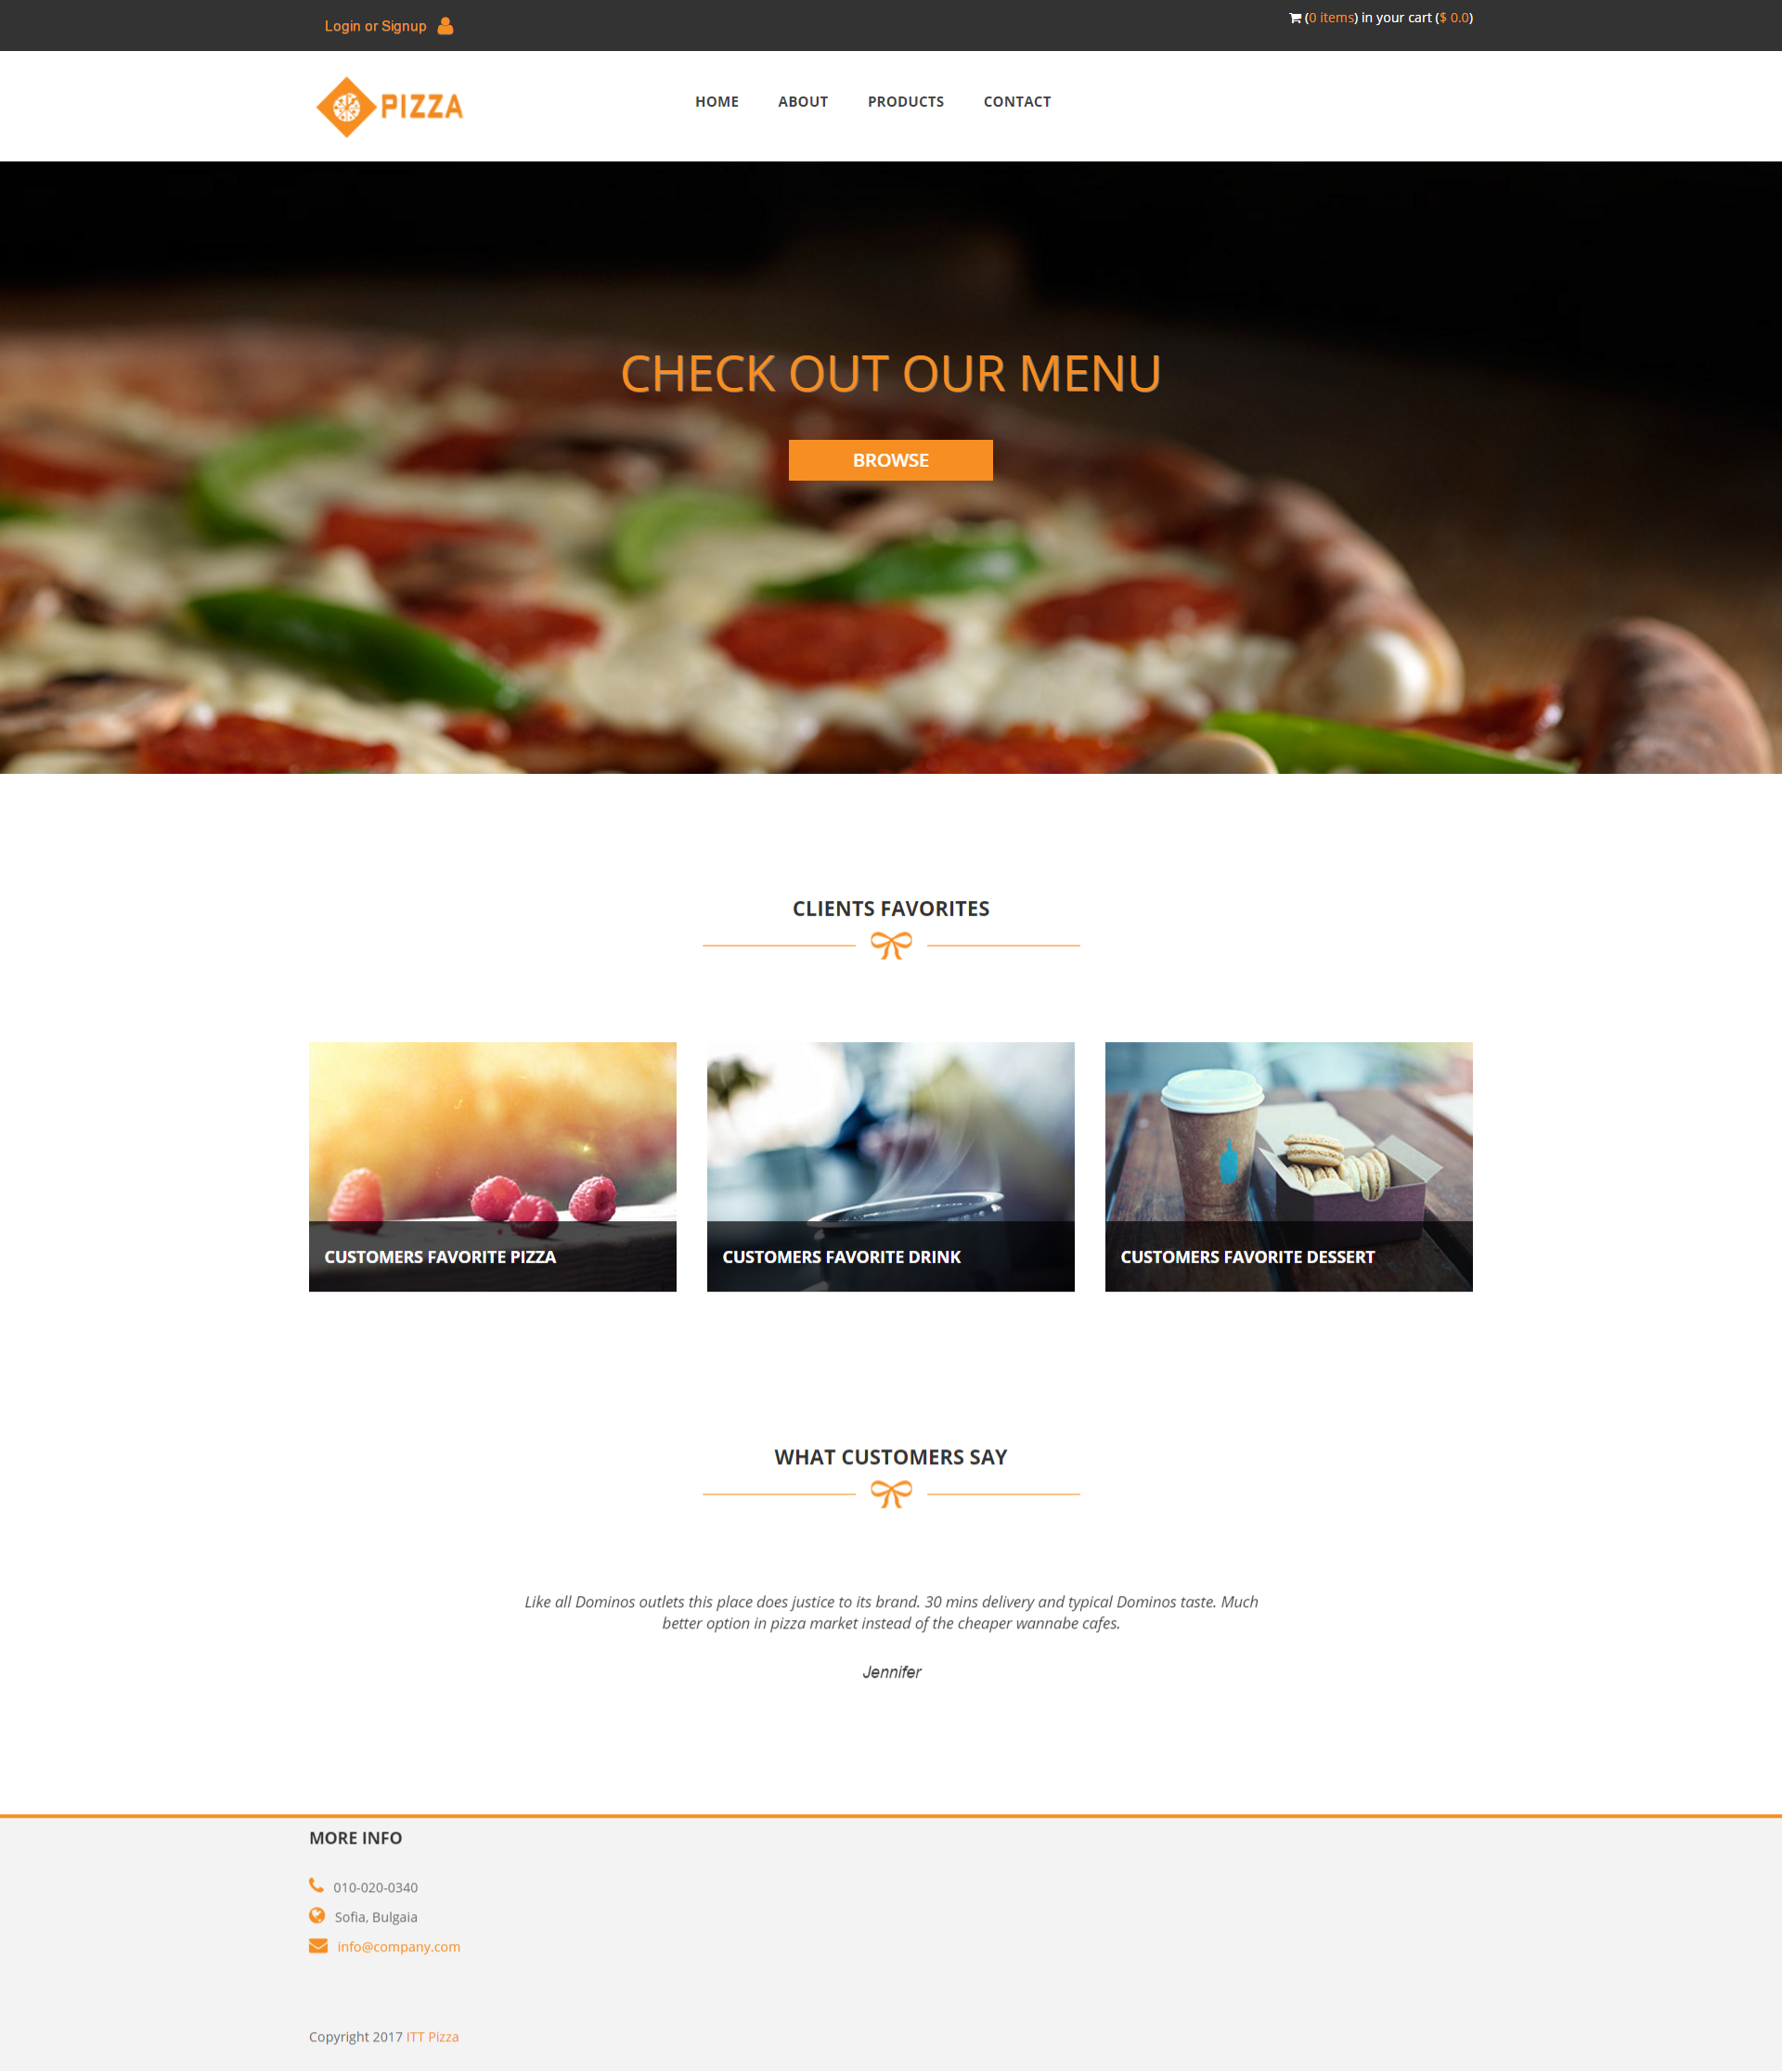 Login or Signup
(0 items) in your cart ($ 0.0)
PIZZA
HOME ABOUT PRODUCTS CONTACT
CHECK OUT OUR MENU
BROWSE
CLIENTS FAVORITES
CUSTOMERS FAVORITE PIZZA
CUSTOMERS FAVORITE DRINK
CUSTOMERS FAVORITE DESSERT
WHAT CUSTOMERS SAY
Like all Dominos outlets this place does justice to its brand. 30 mins delivery and typical Dominos taste. Much
better option in pizza market instead of the cheaper wannabe cafes.
Jennifer
MORE INFO
010-020-0340
Sofia, Bulgaia
info@company.com
Copyright 2017 ITT Pizza